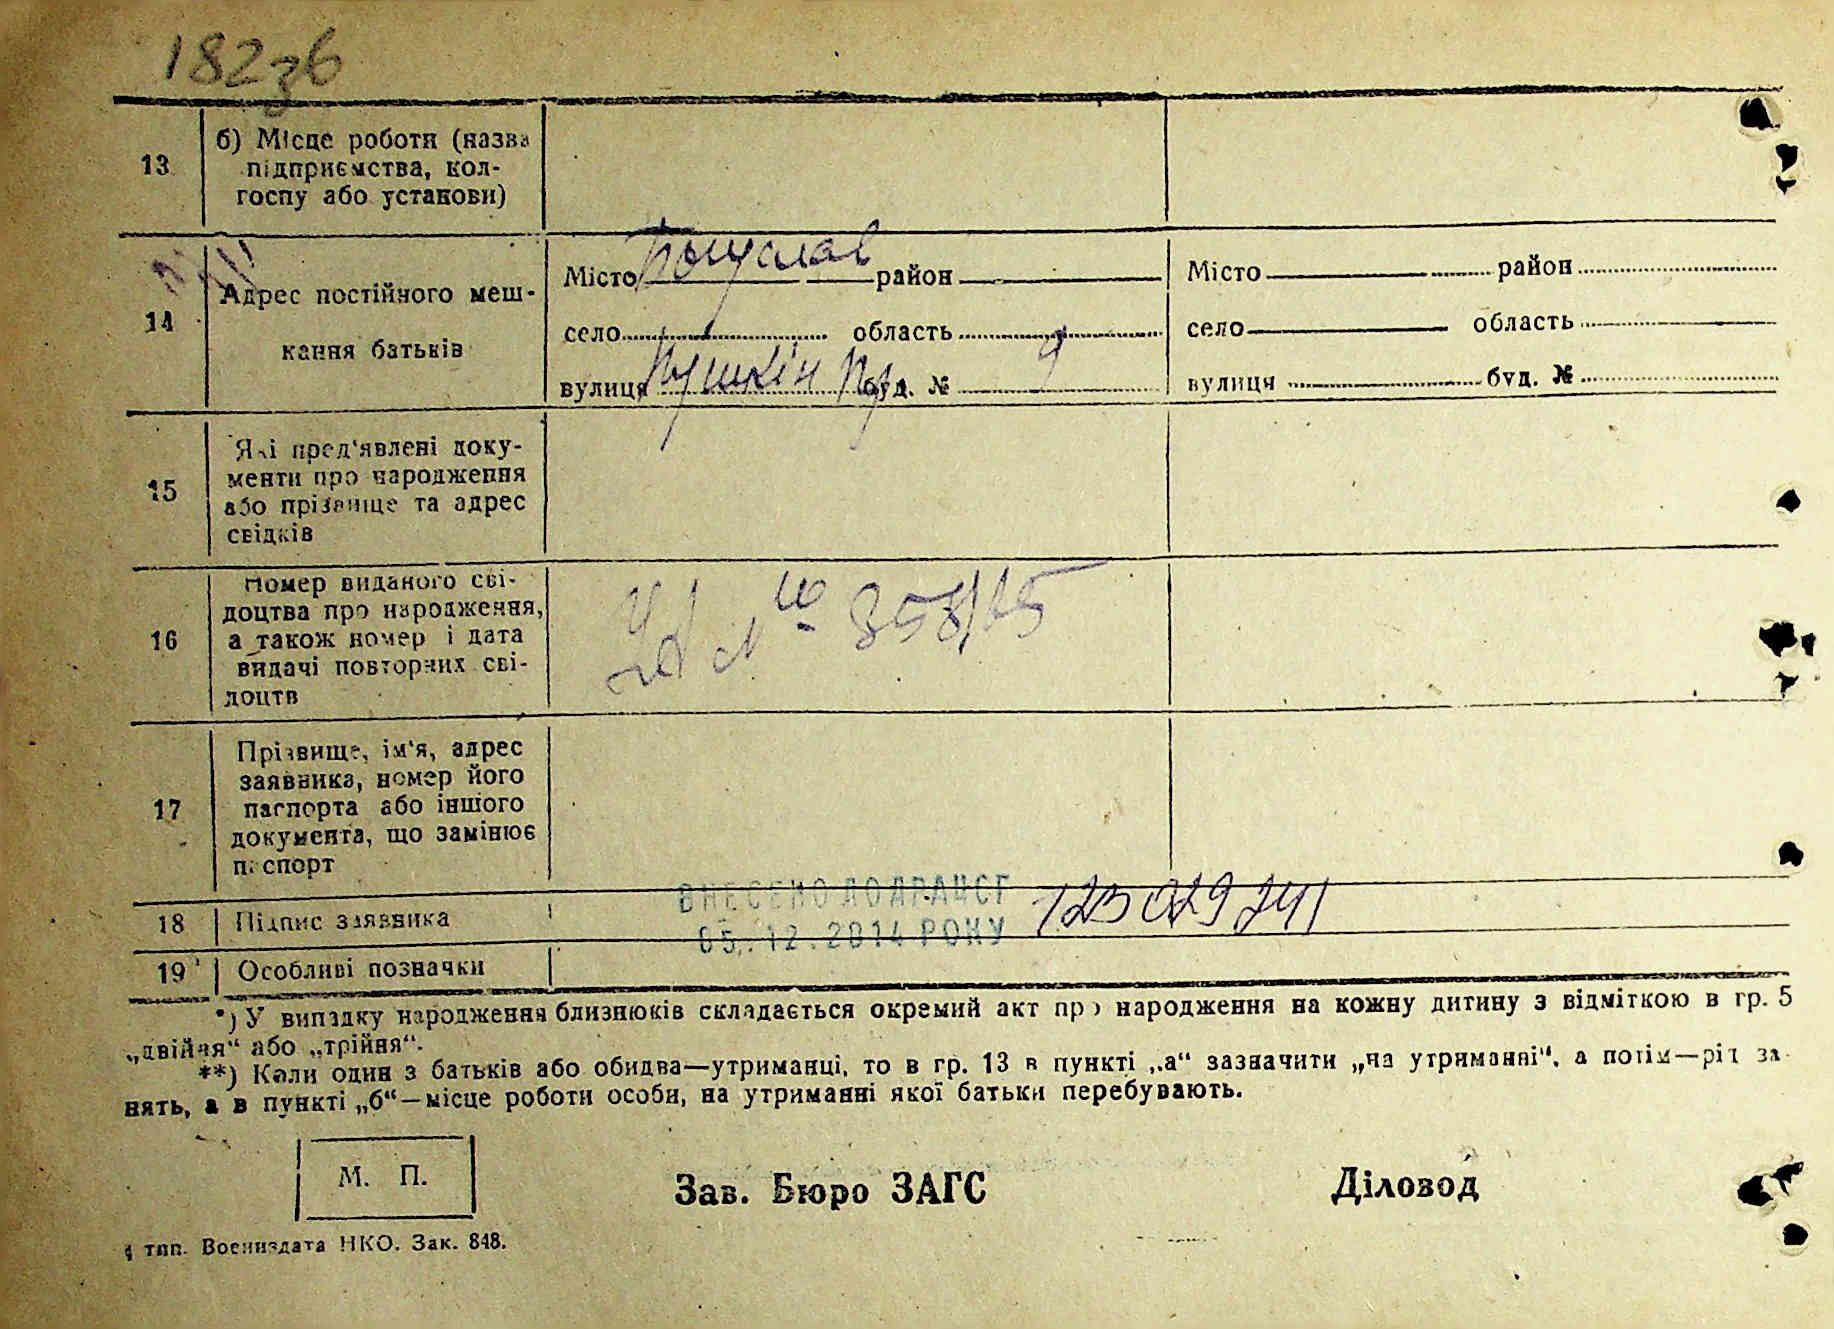 182зб
13
б) Місце роботи (назва
підприємства, кол-
госпу або установи)
14
Адрес постійного меш-
кання батьків
Місто Богуслав район
село область
вулиця Пушкін буд. № 9
Місто район
село область
вулиця буд. №
15
Які пред'явлені доку-
менти про народження
або прізвище та адрес
свідків
16
Номер виданого сві-
доцтва про народження,
а також номер і дата
видачі повторних сві-
доцтв
№
17
Прізвище, ім'я, адрес
заявника, номер його
паспорта або іншого
документа, що замінює
паспорт
ВНЕСЕНО ДО ДРАЦСГ
05.12.2014 РОКУ
18 Підпис заявника
19 Особливі позначки
*) У випадку народження близнюків складається окремий акт про народження на кожну дитину з відміткою в гр. 5
„двійня“ або „трійня“.
**) Коли один з батьків або обидва—утриманці, то в гр. 13 в пункті „а“ зазначити „на утриманні“, а потім—рід за-
нять, а в пункті „б“—місце роботи особи, на утриманні якої батьки перебувають.
М. П.
Зав. Бюро ЗАГС
Діловод
тип. Воениздата НКО. Зак. 848.